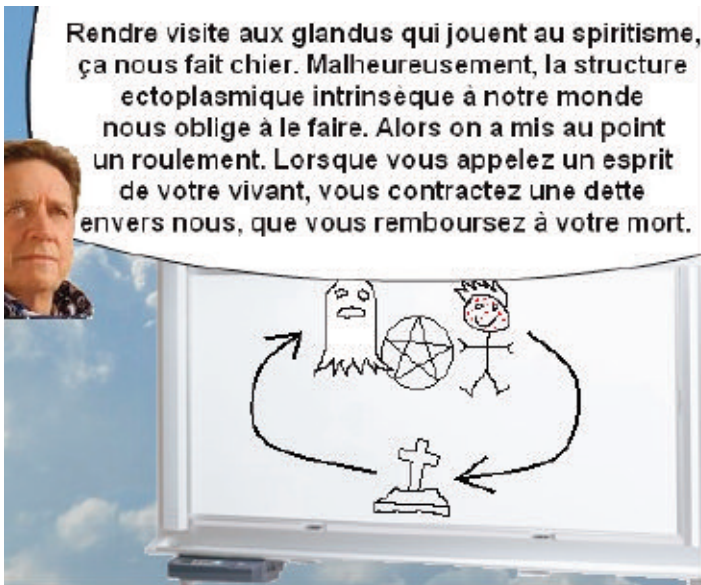 Rendre visite aux glandus qui jouent au spiritisme,
ça nous fait chier. Malheureusement, la structure
ectoplasmique intrinsèque à notre monde
nous oblige à le faire. Alors on a mis au point
un roulement. Lorsque vous appelez un esprit
de votre vivant, vous contractez une dette
envers nous, que vous remboursez à votre mort.